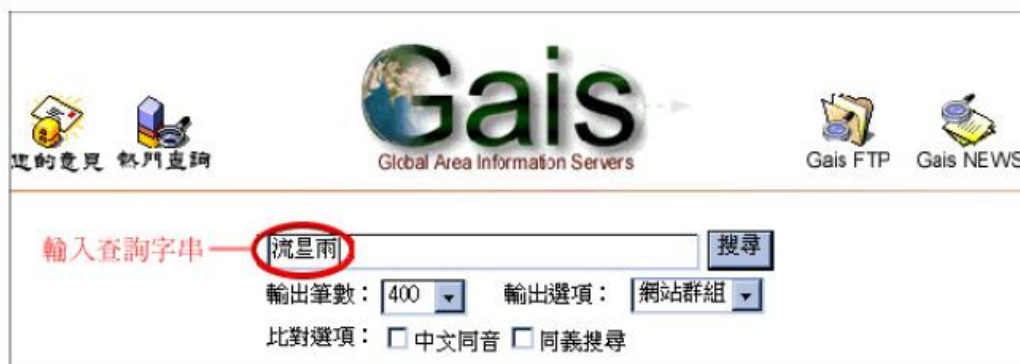 Gais
Global Area Information Servers
您的意見 熱門查詢
Gais FTP Gais NEWS
輸入查詢字串
流星雨 搜尋
輸出筆數： 400 輸出選項： 網站群組
比對選項： 中文同音 同義搜尋